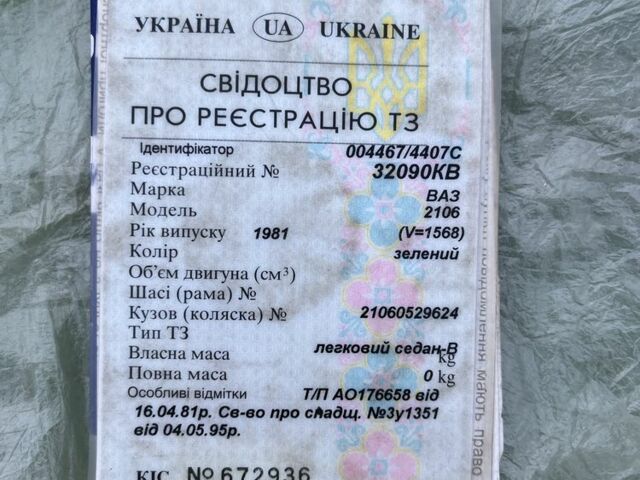 УКРАЇНА UA UKRAINE
СВІДОЦТВО
ПРО РЕЄСТРАЦІЮ ТЗ
Ідентифікатор 004467/4407С
Реєстраційний № 32090КВ
Марка ВАЗ
Модель 2106
Рік випуску 1981 (V=1568)
Колір зелений
Об'єм двигуна (см³)
Шасі (рама) №
Кузов (коляска) № 21060529624
Тип ТЗ легковий седан-В
Власна маса kg
Повна маса 0 kg
Особливі відмітки Т/П АО176658 від
16.04.81р. Св-во про спадщ. №3у1351
від 04.05.95р.
КІС №672936